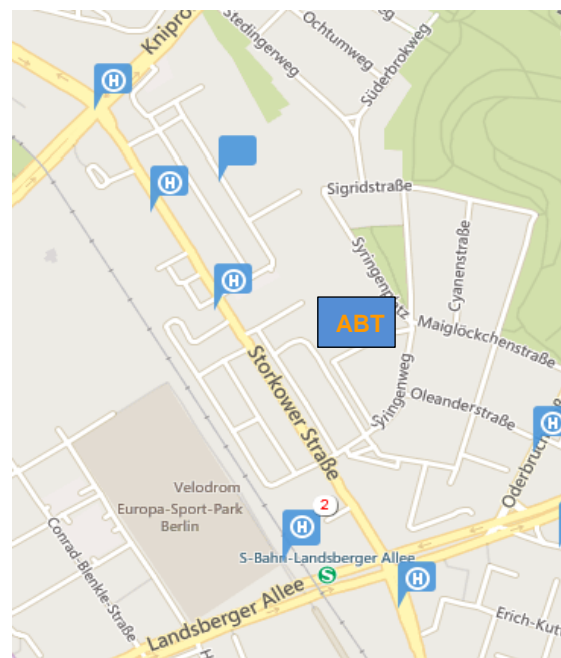 Knipro
Stedingerweg
Ochtumweg
Süderbrokweg
H
H
Sigridstraße
Syringenplatz
Cyanenstraße
H
ABT
Maiglöckchenstraße
Storkower Straße
Syringenweg
Oleanderstraße
H
Oderbruch
Velodrom
Europa-Sport-Park
Berlin
2
H
Conrad-Blenkle-Straße
S-Bahn-Landsberger Allee
S
H
Landsberger Allee
Erich-Kutt
H